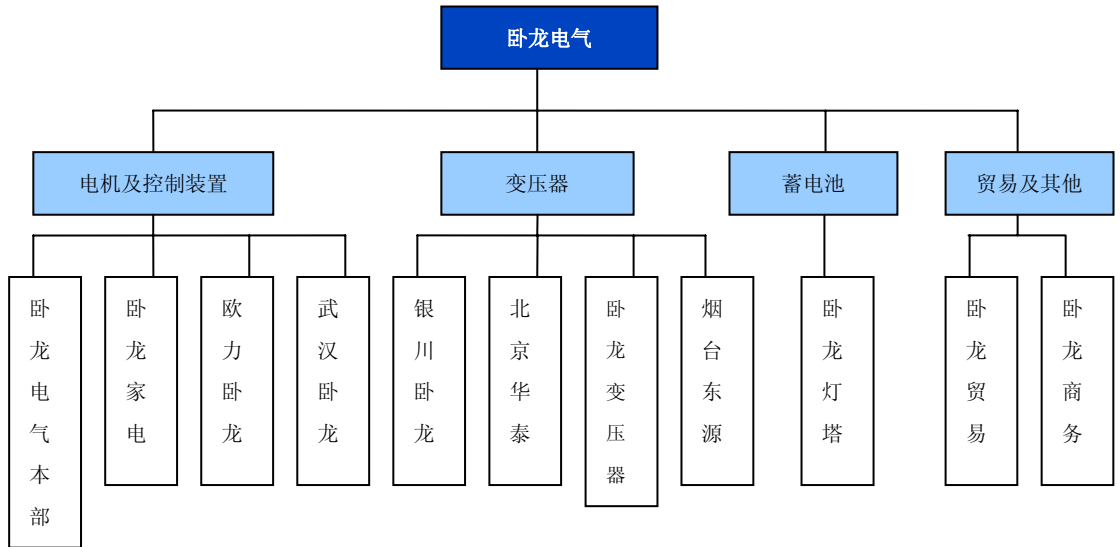 卧龙电气
电机及控制装置
变压器
蓄电池
贸易及其他
卧龙电气本部
卧龙家电
欧力卧龙
武汉卧龙
银川卧龙
北京华泰
卧龙变压器
烟台东源
卧龙灯塔
卧龙贸易
卧龙商务